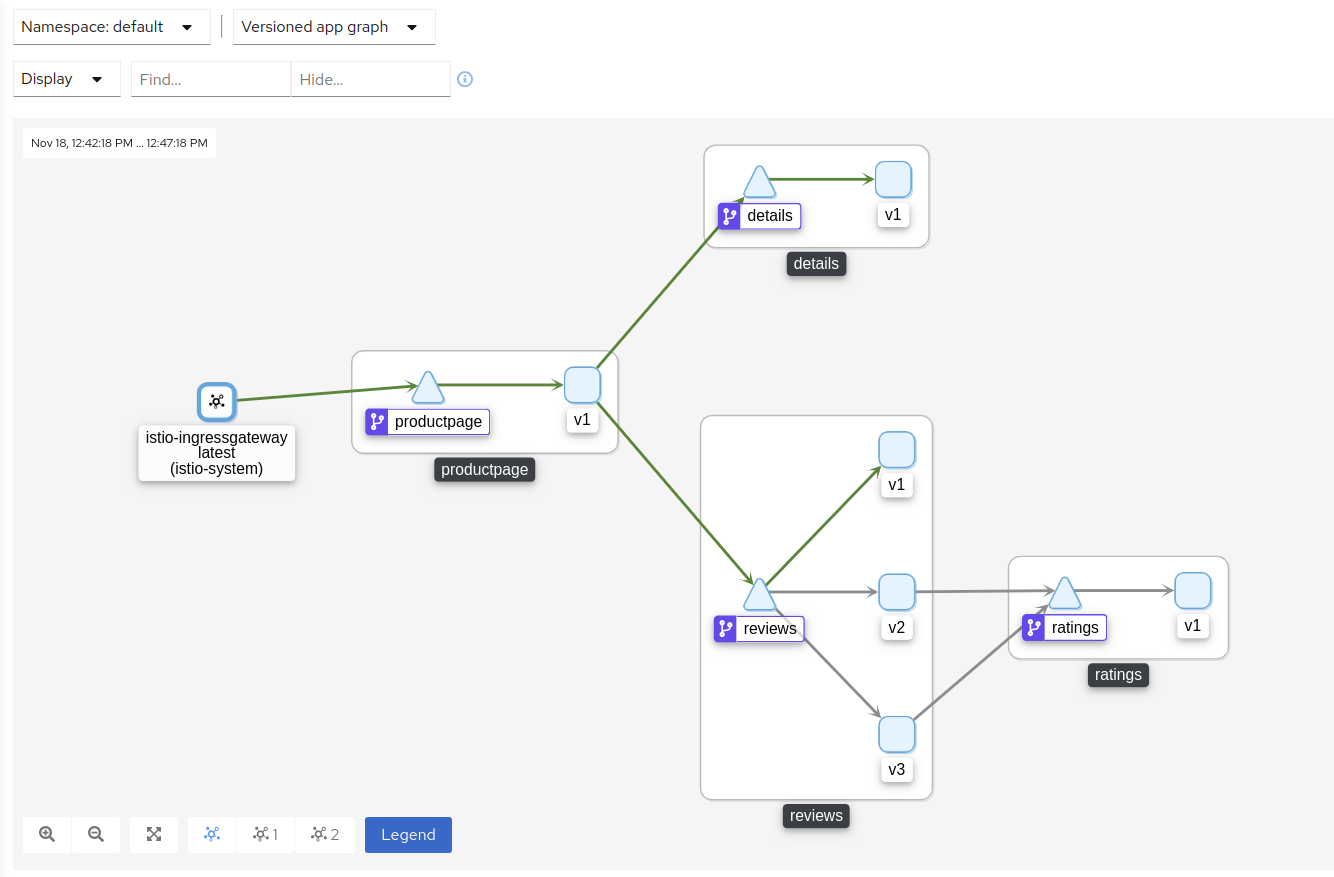 Namespace: default
Versioned app graph
Display
Find...
Hide...
Nov 18, 12:42:18 PM ... 12:47:18 PM
details
v1
details
istio-ingressgateway
latest
(istio-system)
productpage
v1
productpage
v1
reviews
v2
v3
reviews
ratings
v1
ratings
1
2
Legend